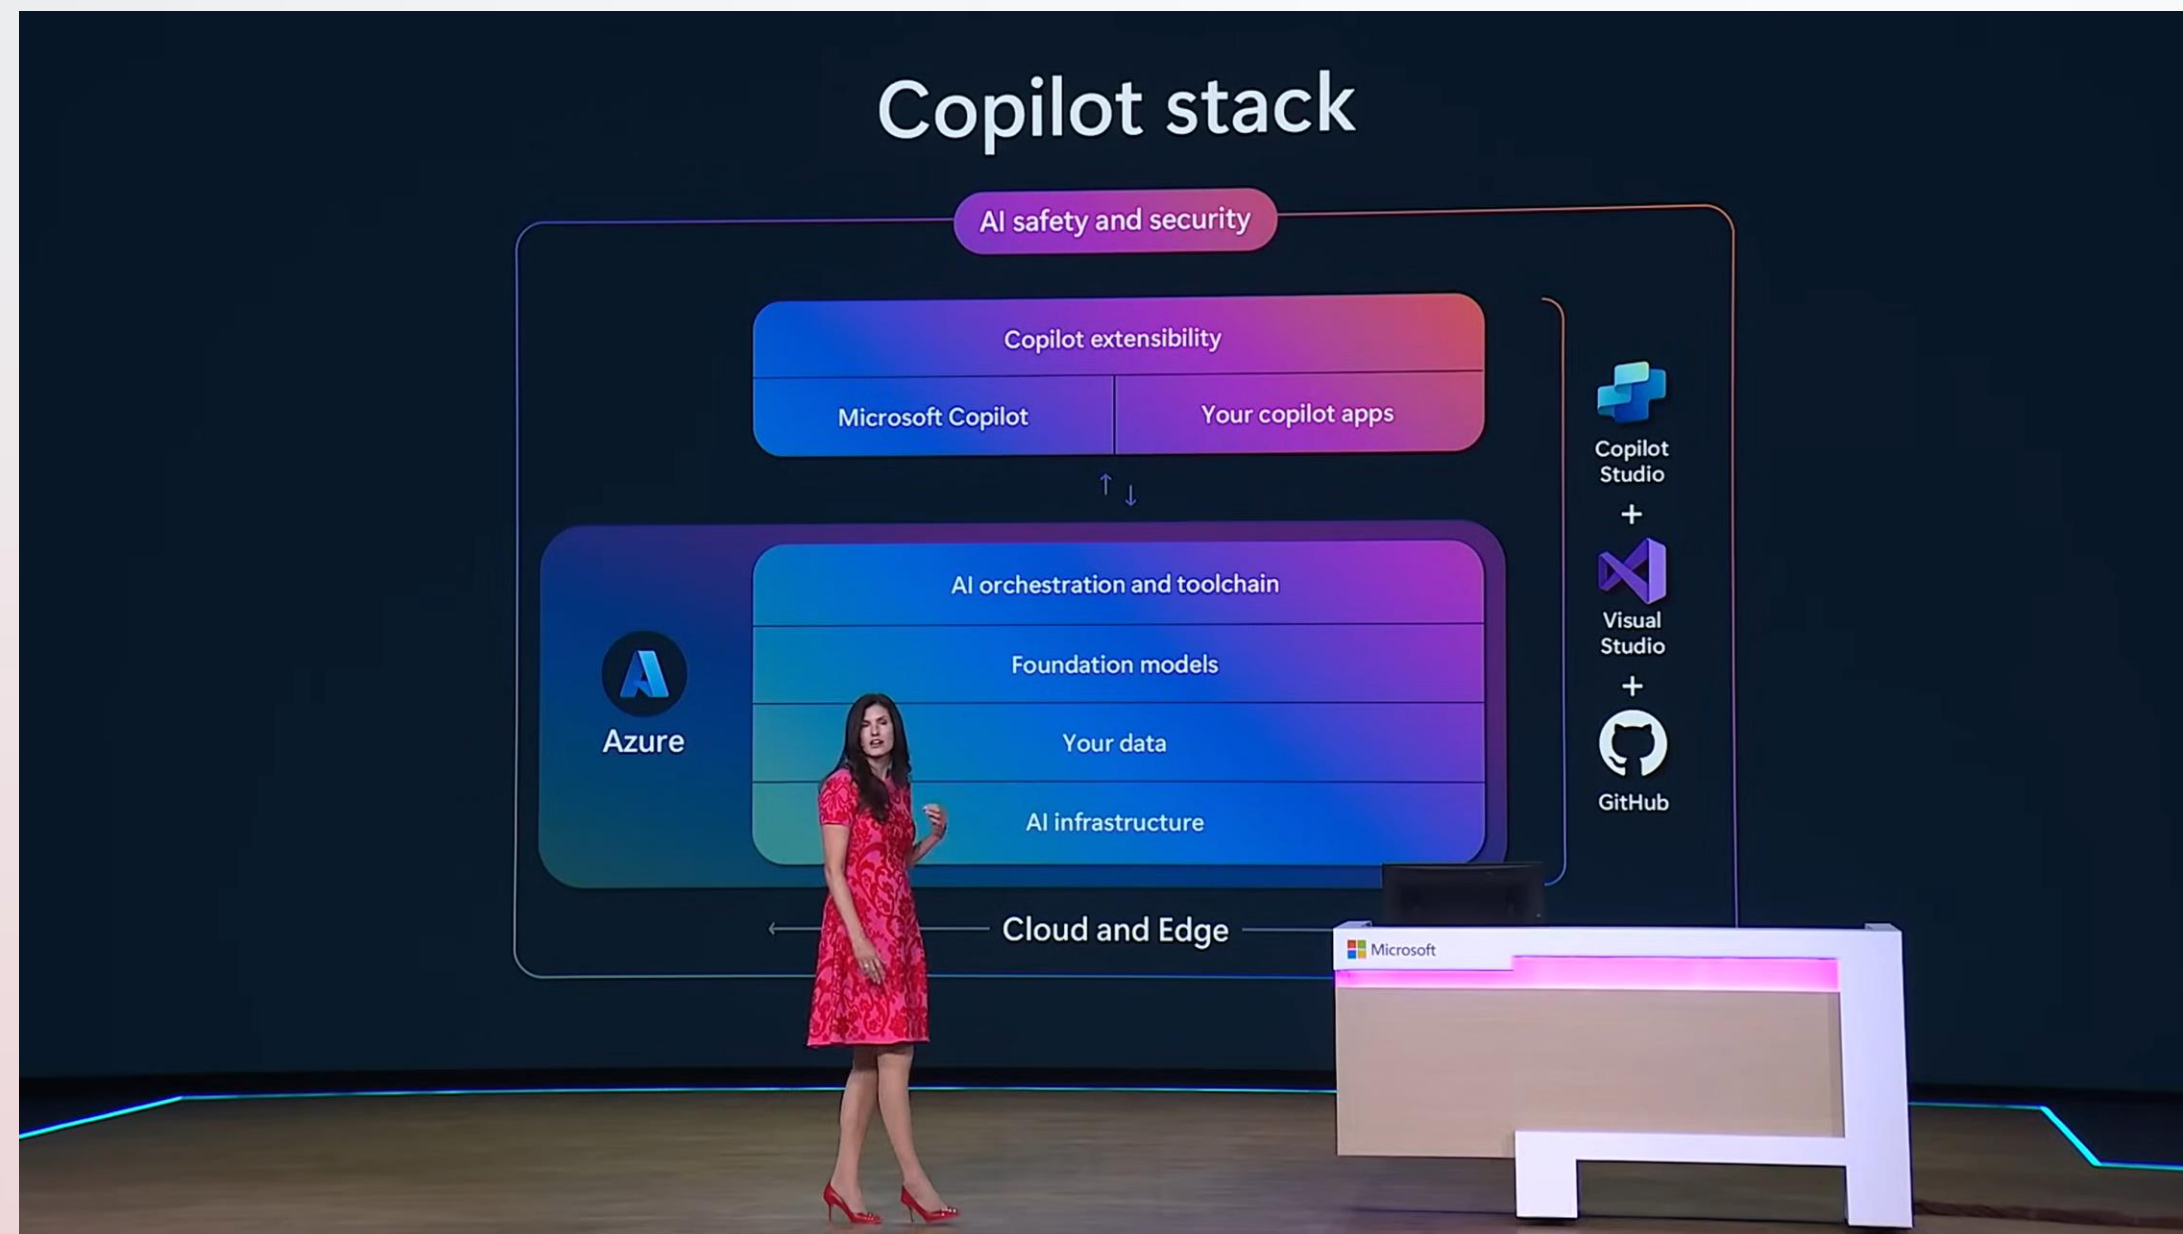 Copilot stack
AI safety and security
Copilot extensibility
Microsoft Copilot
Your copilot apps
AI orchestration and toolchain
Foundation models
Your data
AI infrastructure
Azure
Copilot
Studio
+
Visual
Studio
+
GitHub
Cloud and Edge
Microsoft